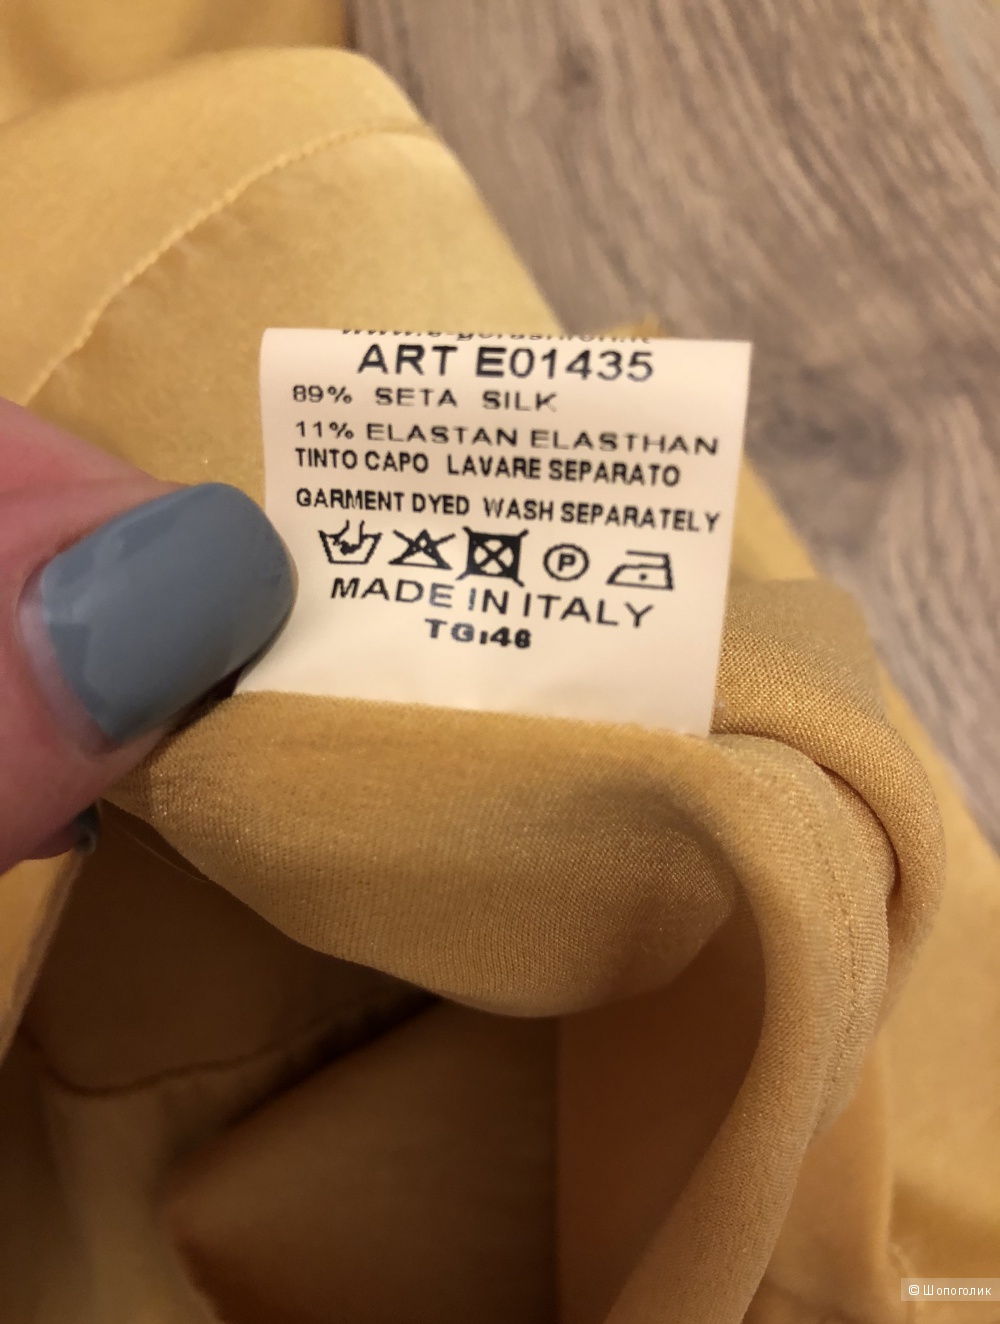 ART E01435
89% SETA SILK
11% ELASTAN ELASTHAN
TINTO CAPO LAVARE SEPARATO
GARMENT DYED WASH SEPARATELY
P
MADE IN ITALY
TG:46
© Шопоголик